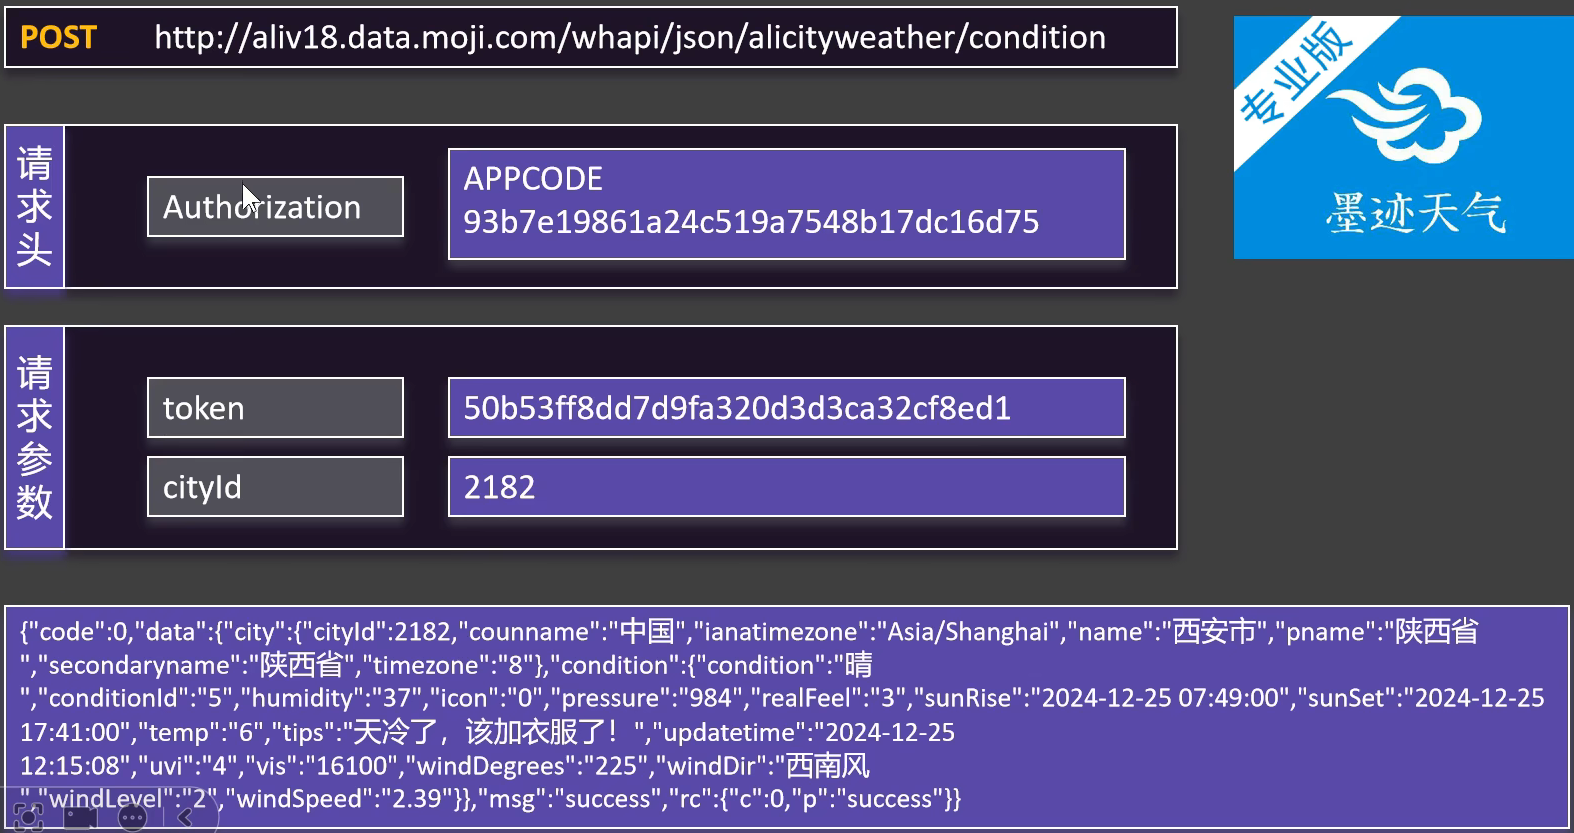 POST http://aliv18.data.moji.com/whapi/json/alicityweather/condition
专业版
墨迹天气
请求头
Authorization
APPCODE
93b7e19861a24c519a7548b17dc16d75
请求参数
token
50b53ff8dd7d9fa320d3d3ca32cf8ed1
cityId
2182
{"code":0,"data":{"city":{"cityId":2182,"counname":"中国","ianatimezone":"Asia/Shanghai","name":"西安市","pname":"陕西省
","secondaryname":"陕西省","timezone":"8"},"condition":{"condition":"晴
","conditionId":"5","humidity":"37","icon":"0","pressure":"984","realFeel":"3","sunRise":"2024-12-25 07:49:00","sunSet":"2024-12-25
17:41:00","temp":"6","tips":"天冷了，该加衣服了！","updatetime":"2024-12-25
12:15:08","uvi":"4","vis":"16100","windDegrees":"225","windDir":"西南风
","windLevel":"2","windSpeed":"2.39"}},"msg":"success","rc":{"c":0,"p":"success"}}